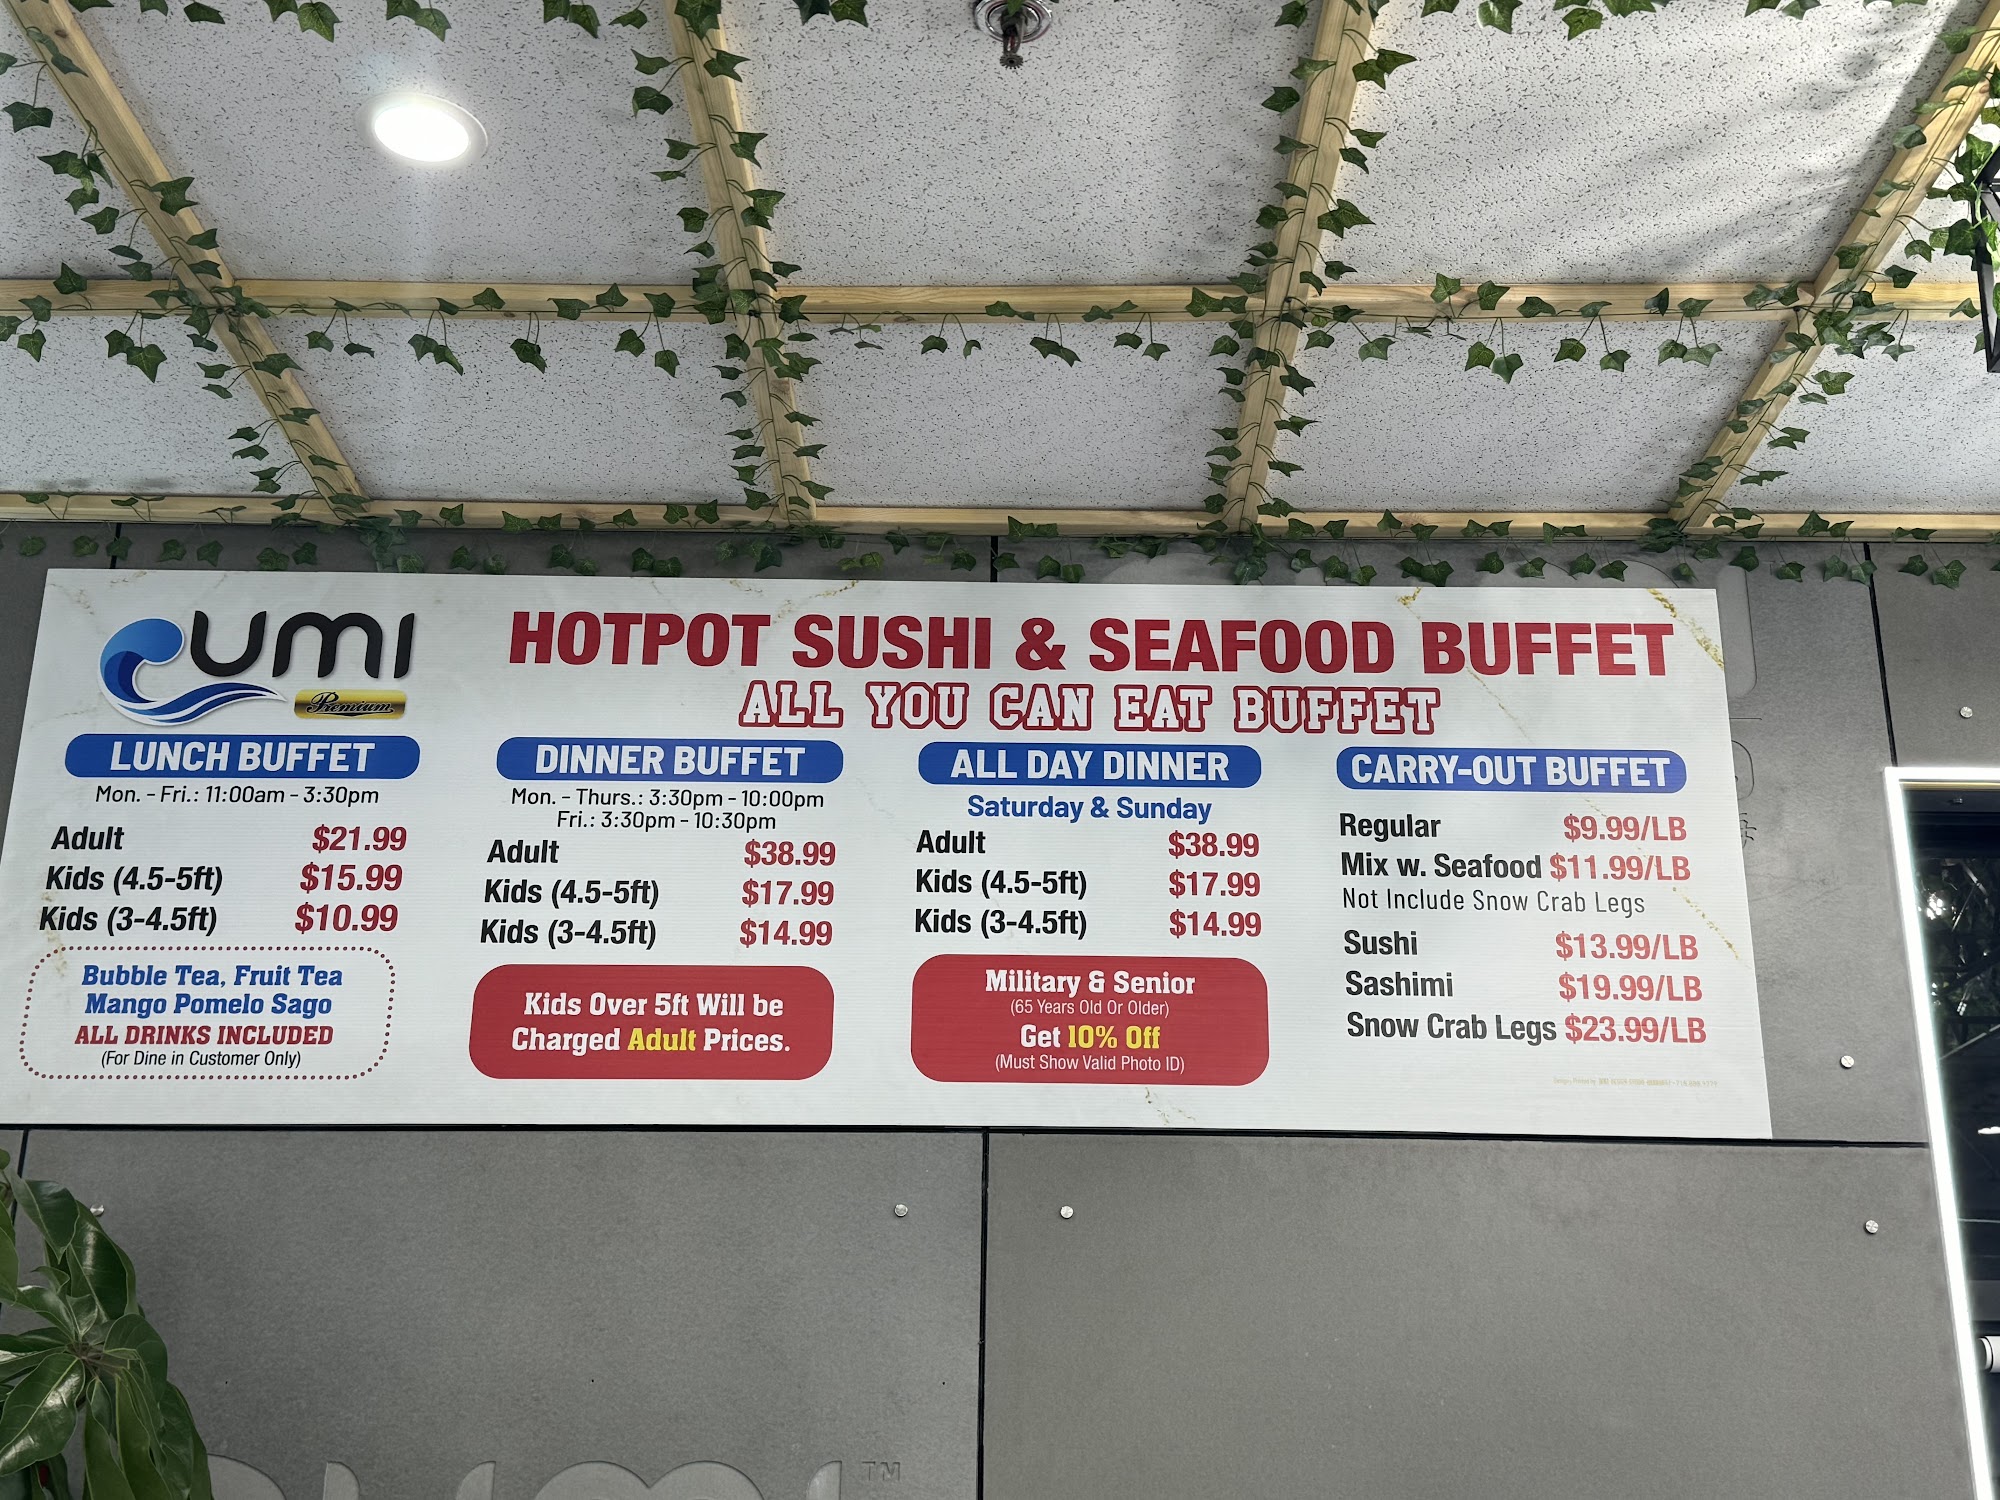 umi
Premium
HOTPOT SUSHI & SEAFOOD BUFFET
ALL YOU CAN EAT BUFFET
LUNCH BUFFET
Mon. - Fri.: 11:00am - 3:30pm
Adult $21.99
Kids (4.5-5ft) $15.99
Kids (3-4.5ft) $10.99
Bubble Tea, Fruit Tea
Mango Pomelo Sago
ALL DRINKS INCLUDED
(For Dine in Customer Only)
DINNER BUFFET
Mon. - Thurs.: 3:30pm - 10:00pm
Fri.: 3:30pm - 10:30pm
Adult $38.99
Kids (4.5-5ft) $17.99
Kids (3-4.5ft) $14.99
Kids Over 5ft Will be
Charged Adult Prices.
ALL DAY DINNER
Saturday & Sunday
Adult $38.99
Kids (4.5-5ft) $17.99
Kids (3-4.5ft) $14.99
Military & Senior
(65 Years Old Or Older)
Get 10% Off
(Must Show Valid Photo ID)
CARRY-OUT BUFFET
Regular $9.99/LB
Mix w. Seafood $11.99/LB
Not Include Snow Crab Legs
Sushi $13.99/LB
Sashimi $19.99/LB
Snow Crab Legs $23.99/LB
TM